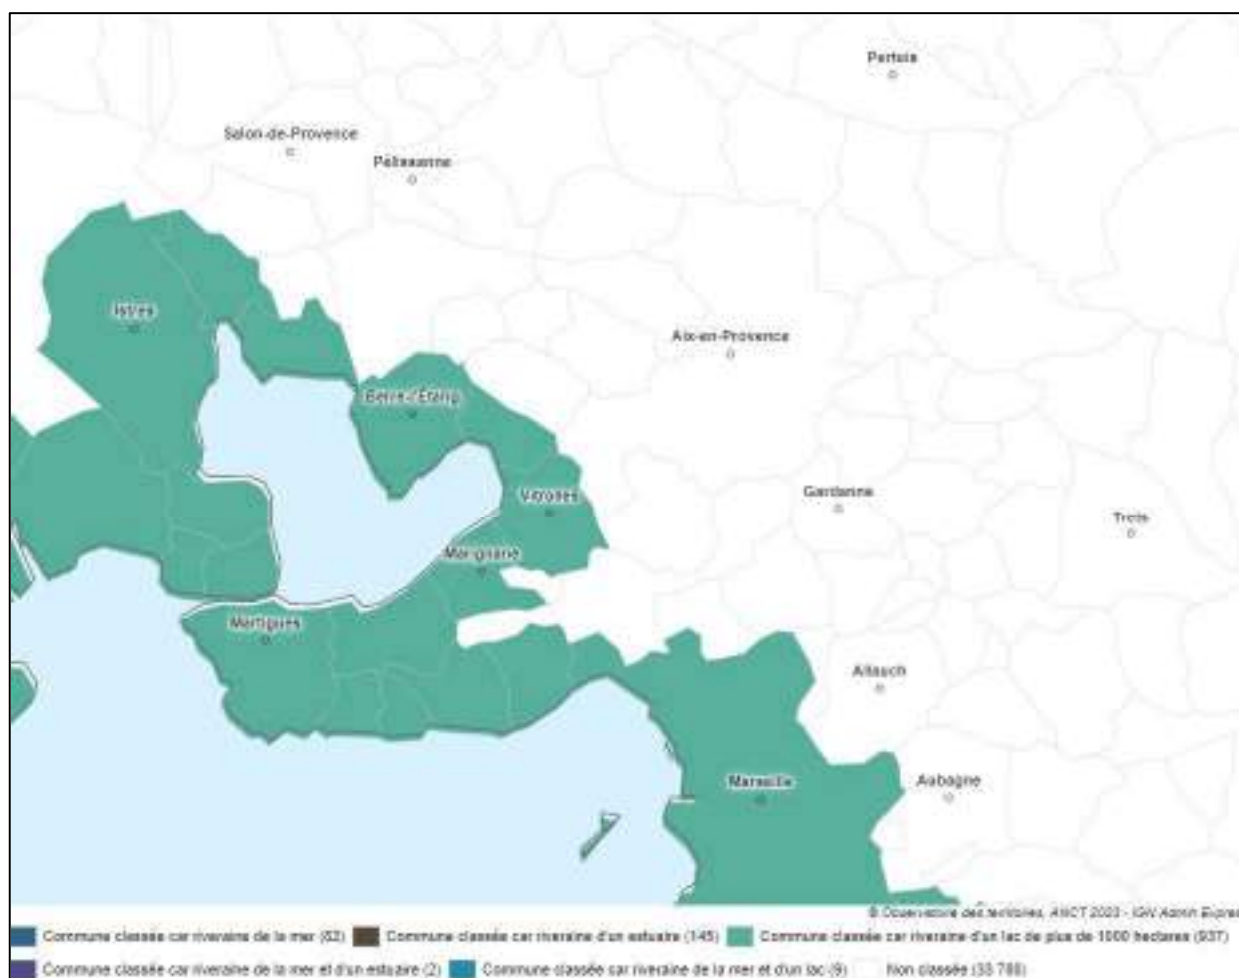 Pertuis
Salon-de-Provence
Pélissanne
Istres
Aix-en-Provence
Berre-l'Étang
Vitrolles
Gardanne
Trets
Marignane
Martigues
Allauch
Marseille
Aubagne
© Observatoire des territoires, ANCT 2023 - IGN Admin Expres
Commune classée car riveraine de la mer (82) Commune classée car riveraine d'un estuaire (145) Commune classée car riveraine d'un lac de plus de 1000 hectares (937)
Commune classée car riveraine de la mer et d'un estuaire (2) Commune classée car riveraine de la mer et d'un lac (9) Non classée